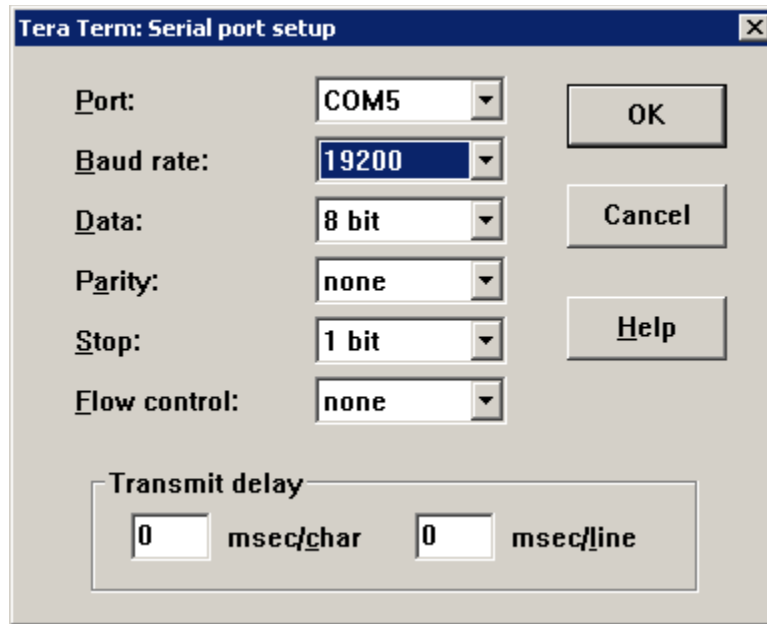 Tera Term: Serial port setup
Port: COM5
OK
Baud rate: 19200
Data: 8 bit
Cancel
Parity: none
Stop: 1 bit
Help
Flow control: none
Transmit delay
0 msec/char 0 msec/line